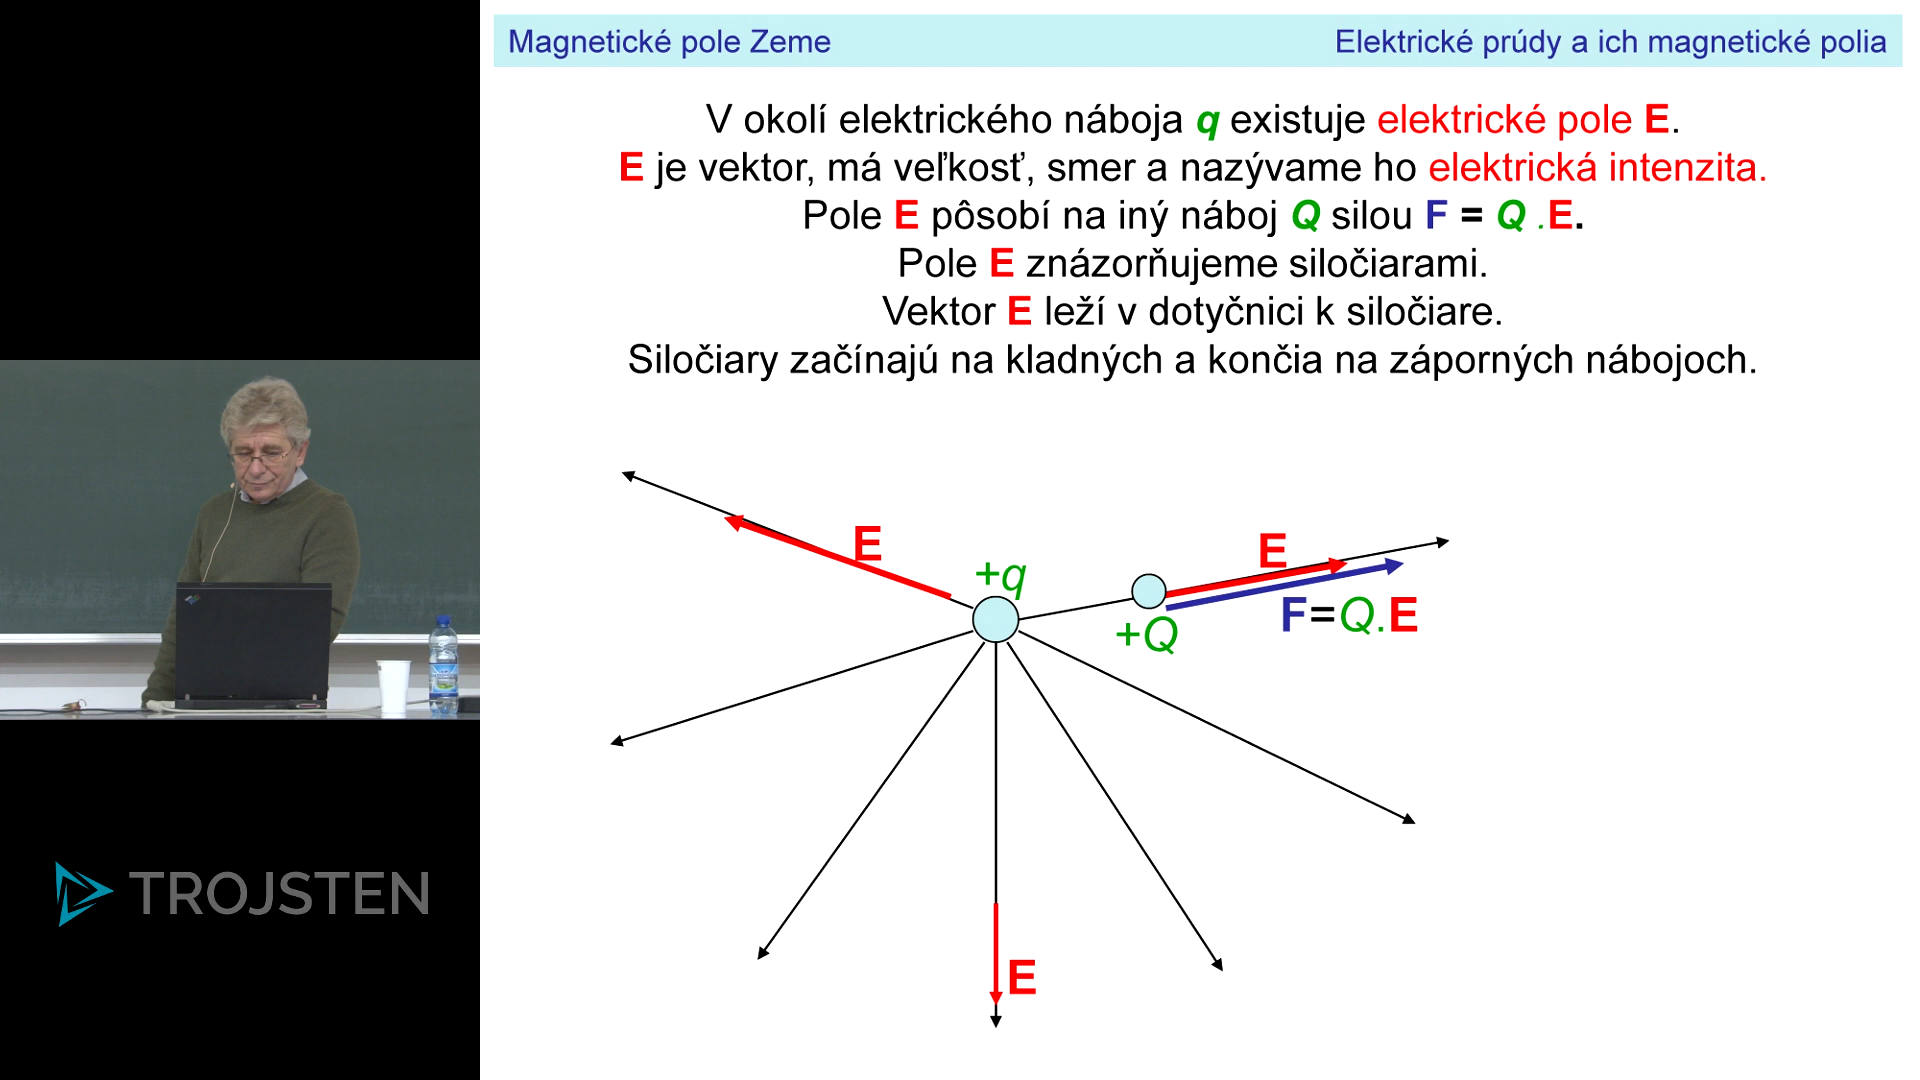 Magnetické pole Zeme
Elektrické prúdy a ich magnetické polia
V okolí elektrického náboja q existuje elektrické pole E.
E je vektor, má veľkosť, smer a nazývame ho elektrická intenzita.
Pole E pôsobí na iný náboj Q silou F = Q .E.
Pole E znázorňujeme siločiarami.
Vektor E leží v dotyčnici k siločiare.
Siločiary začínajú na kladných a končia na záporných nábojoch.
E
E
+q
F=Q.E
+Q
E
TROJSTEN